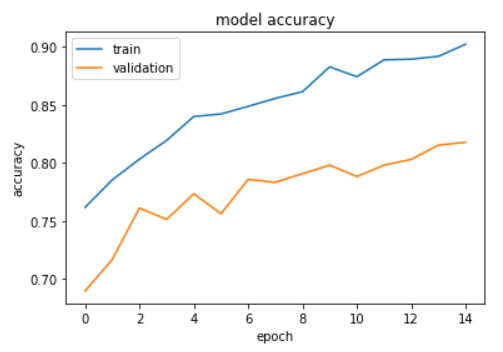 model accuracy
train
validation
0.90
0.85
0.80
0.75
0.70
accuracy
0 2 4 6 8 10 12 14
epoch